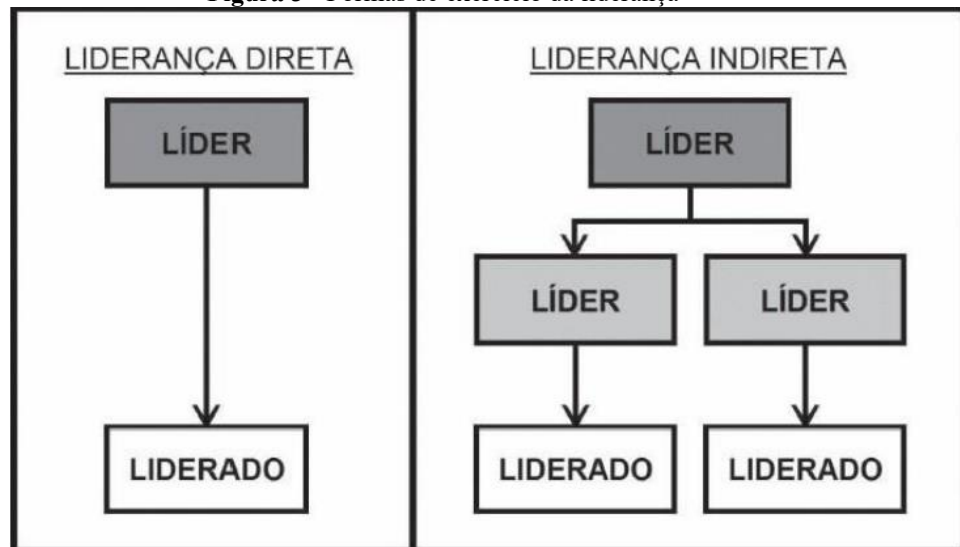 LIDERANÇA DIRETA
LÍDER
LIDERADO
LIDERANÇA INDIRETA
LÍDER
LÍDER
LÍDER
LIDERADO
LIDERADO